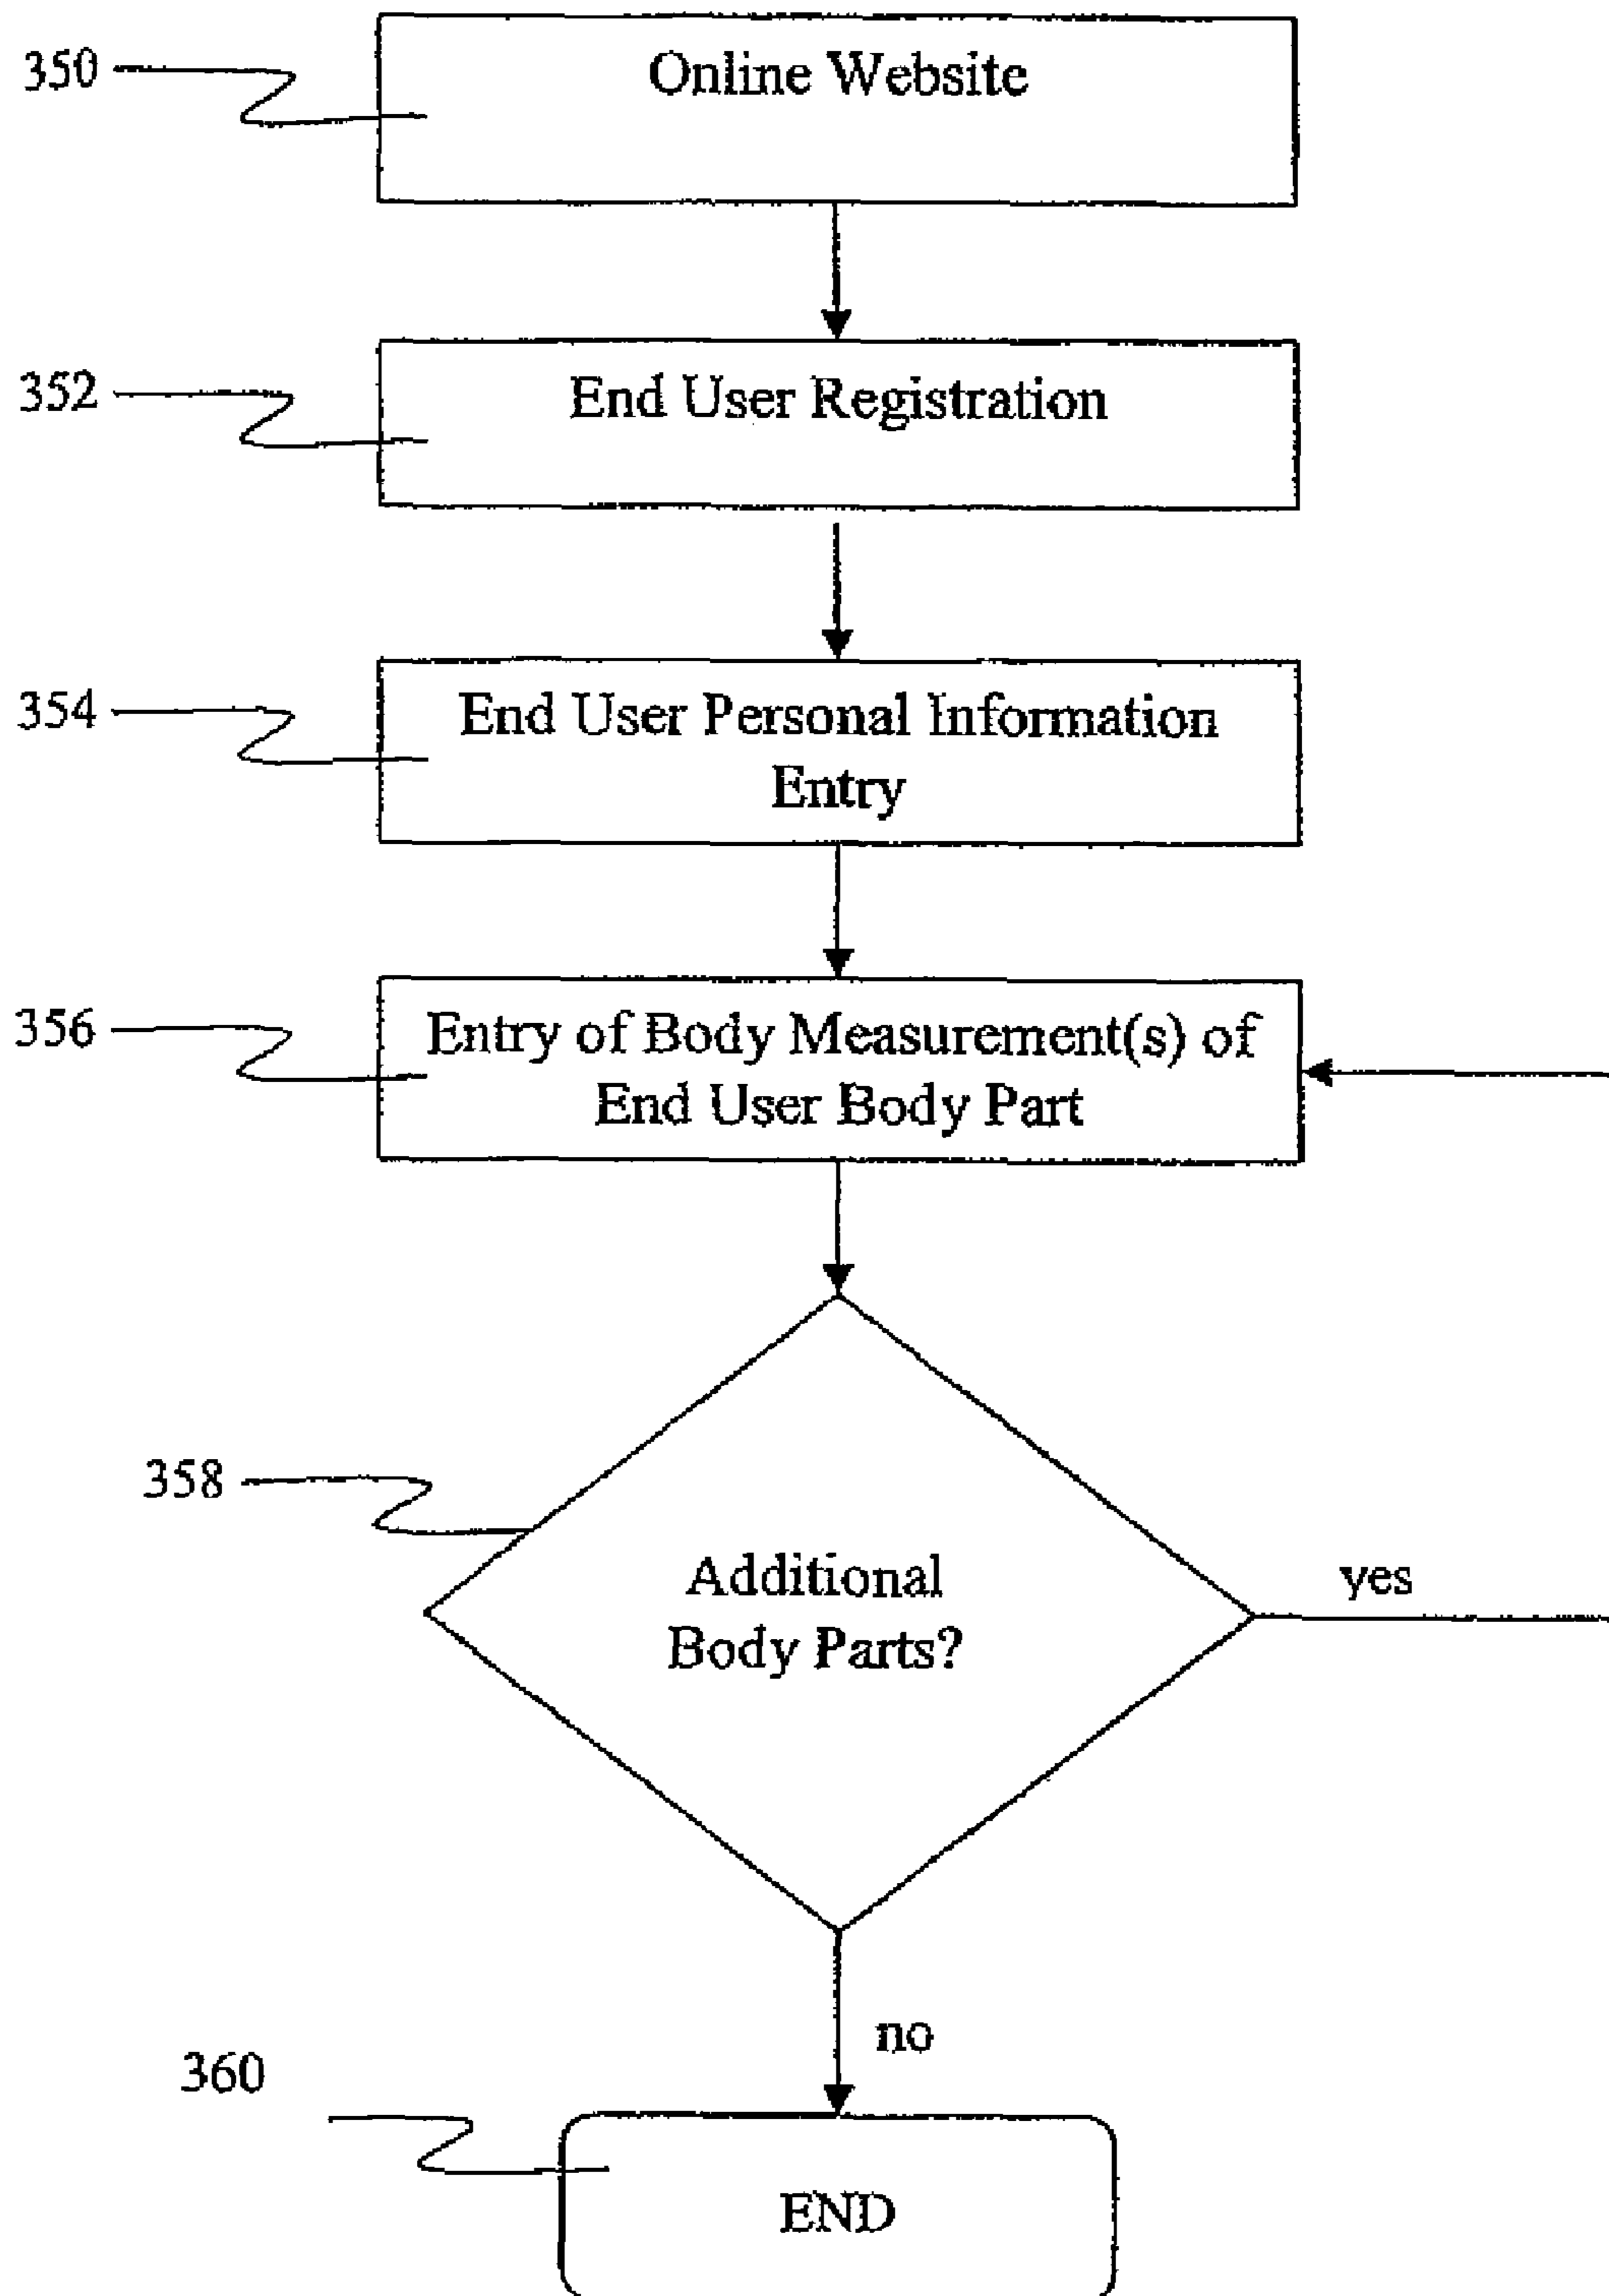 350
Online Website
352
End User Registration
354
End User Personal Information
Entry
356
Entry of Body Measurement(s) of
End User Body Part
358
Additional
Body Parts?
yes
no
360
END